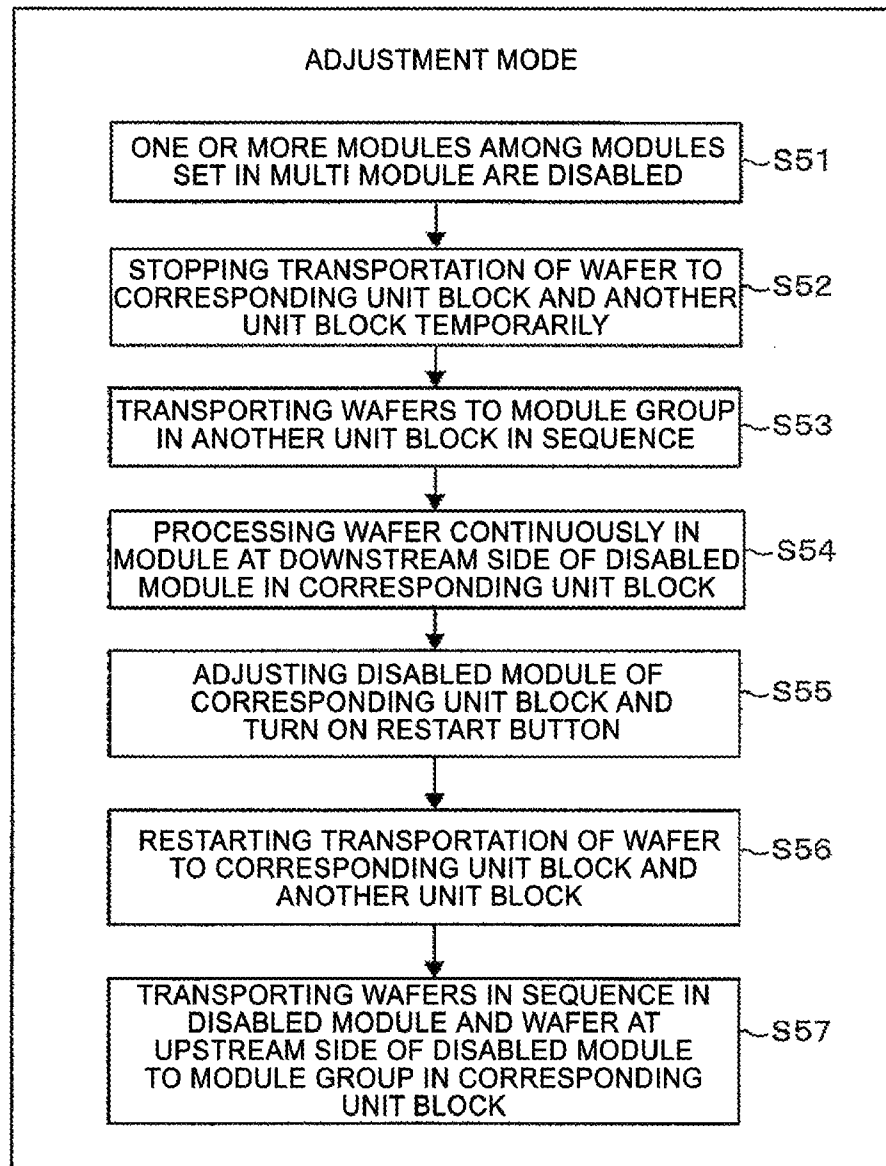 ADJUSTMENT MODE
ONE OR MORE MODULES AMONG MODULES
SET IN MULTI MODULE ARE DISABLED
S51
STOPPING TRANSPORTATION OF WAFER TO
CORRESPONDING UNIT BLOCK AND ANOTHER
UNIT BLOCK TEMPORARILY
S52
TRANSPORTING WAFERS TO MODULE GROUP
IN ANOTHER UNIT BLOCK IN SEQUENCE
S53
PROCESSING WAFER CONTINUOUSLY IN
MODULE AT DOWNSTREAM SIDE OF DISABLED
MODULE IN CORRESPONDING UNIT BLOCK
S54
ADJUSTING DISABLED MODULE OF
CORRESPONDING UNIT BLOCK AND
TURN ON RESTART BUTTON
S55
RESTARTING TRANSPORTATION OF WAFER
TO CORRESPONDING UNIT BLOCK AND
ANOTHER UNIT BLOCK
S56
TRANSPORTING WAFERS IN SEQUENCE IN
DISABLED MODULE AND WAFER AT
UPSTREAM SIDE OF DISABLED MODULE
TO MODULE GROUP IN CORRESPONDING
UNIT BLOCK
S57